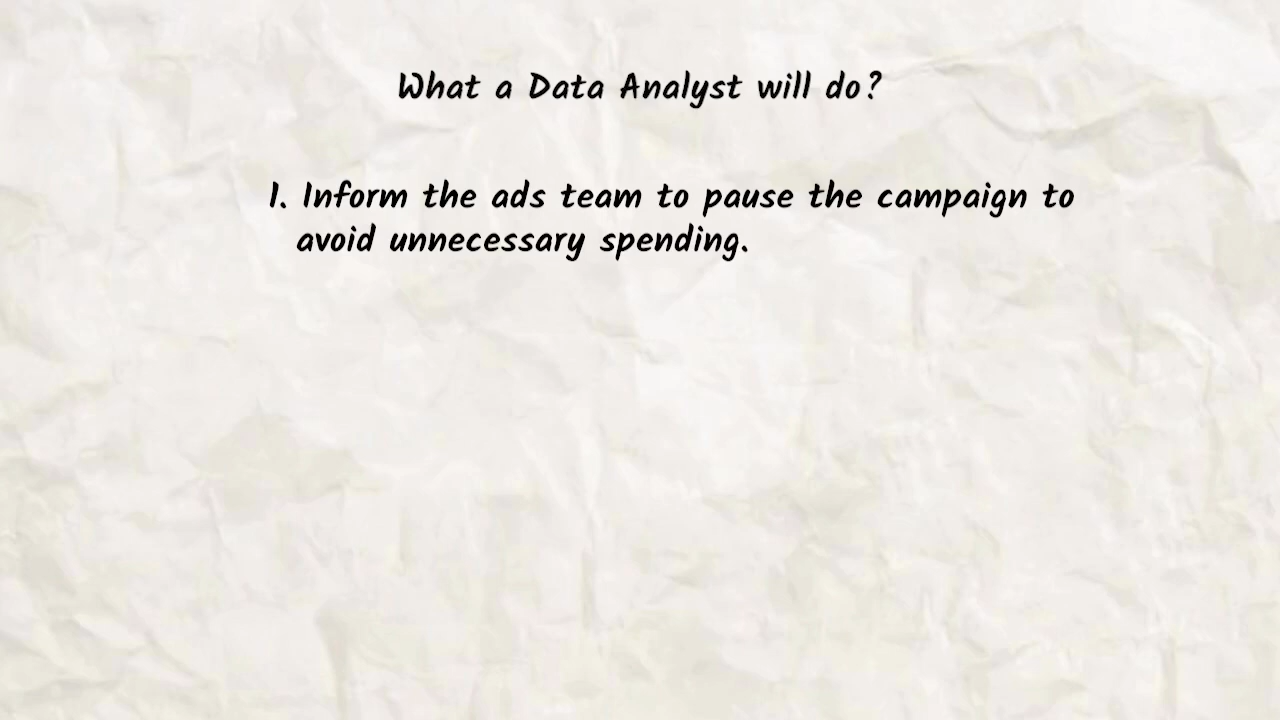 What a Data Analyst will do?
1. Inform the ads team to pause the campaign to
avoid unnecessary spending.